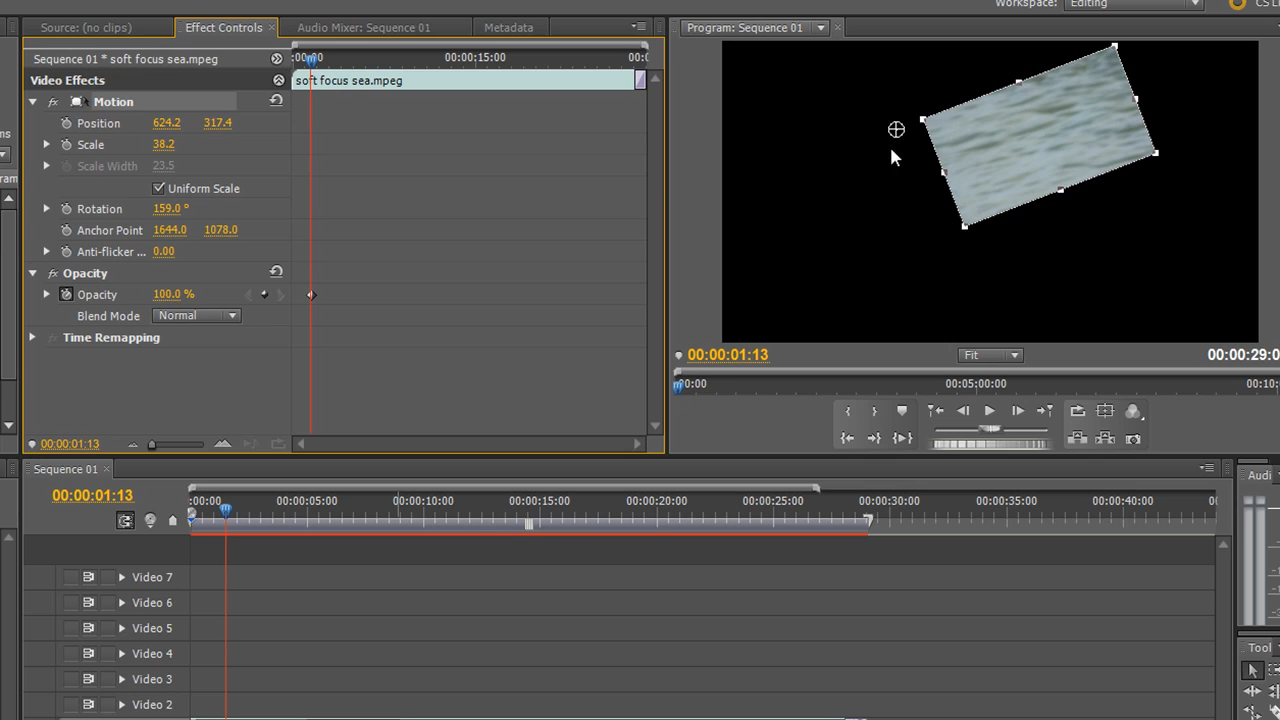 Workspace: Editing CS Li
Source: (no clips) Effect Controls × Audio Mixer: Sequence 01 Metadata
Program: Sequence 01
Sequence 01 * soft focus sea.mpeg
:00:00 00:00:15:00 00:0
Video Effects
soft focus sea.mpeg
fx Motion
Position 624.2 317.4
Scale 38.2
Scale Width 23.5
Uniform Scale
Rotation 159.0 °
Anchor Point 1644.0 1078.0
Anti-flicker ... 0.00
fx Opacity
Opacity 100.0 %
Blend Mode Normal
fx Time Remapping
ns
ram
00:00:01:13
00:00:01:13 Fit 00:00:29:0
00:00 00:05:00:00 00:10:
Sequence 01 ×
00:00:01:13
:00:00 00:00:05:00 00:00:10:00 00:00:15:00 00:00:20:00 00:00:25:00 00:00:30:00 00:00:35:00 00:00:40:00
Video 7
Video 6
Video 5
Video 4
Video 3
Video 2
Audi
Tool